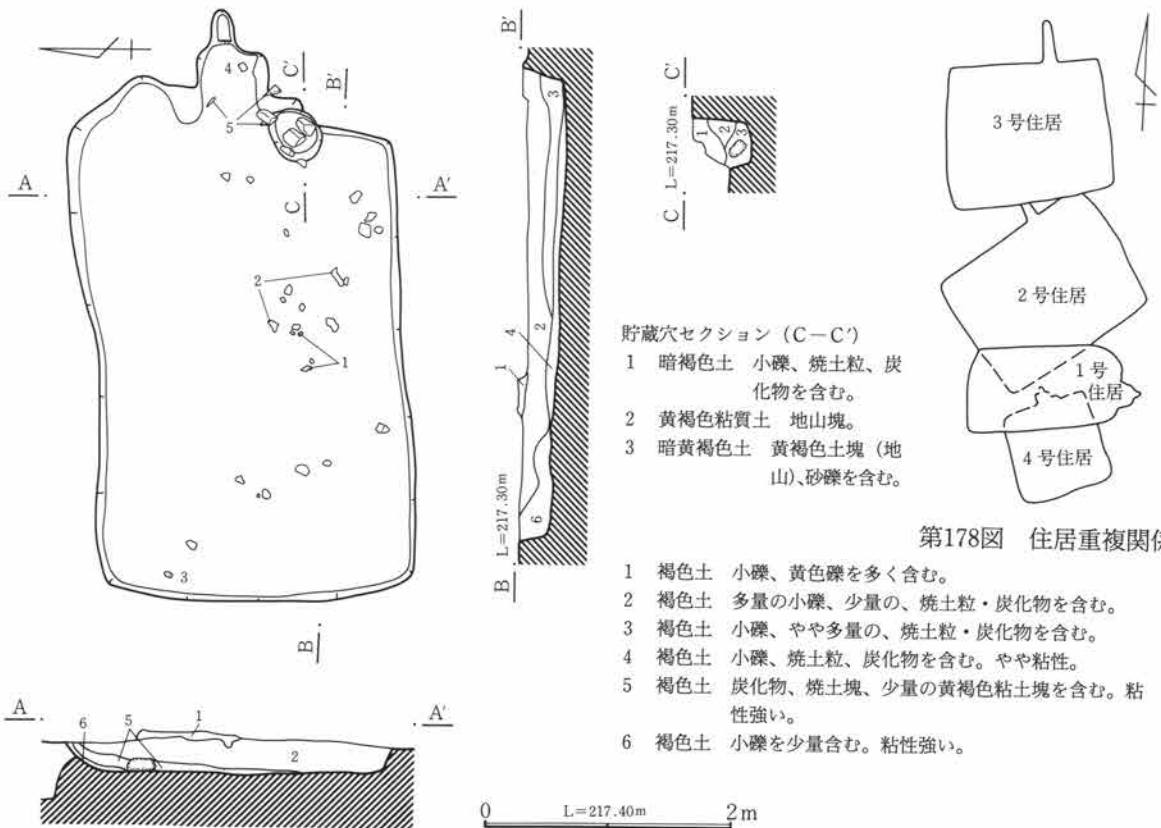 4
5
C'
B'
A
A'
C
2
1
3
B
B'
3
2
4
1
6
L=217.30m
B
C'
1
2
3
L=217.30m
C
3号住居
2号住居
1号
住居
4号住居
貯蔵穴セクション(C－C')
1 暗褐色土 小礫、焼土粒、炭
化物を含む。
2 黄褐色粘質土 地山塊。
3 暗黄褐色土 黄褐色土塊(地
山)、砂礫を含む。
第178図 住居重複関係
1 褐色土 小礫、黄色礫を多く含む。
2 褐色土 多量の小礫、少量の、焼土粒・炭化物を含む。
3 褐色土 小礫、やや多量の、焼土粒・炭化物を含む。
4 褐色土 小礫、焼土粒、炭化物を含む。やや粘性。
5 褐色土 炭化物、焼土塊、少量の黄褐色粘土塊を含む。粘
性強い。
6 褐色土 小礫を少量含む。粘性強い。
A
6
5
1
2
A'
0 L=217.40m 2m